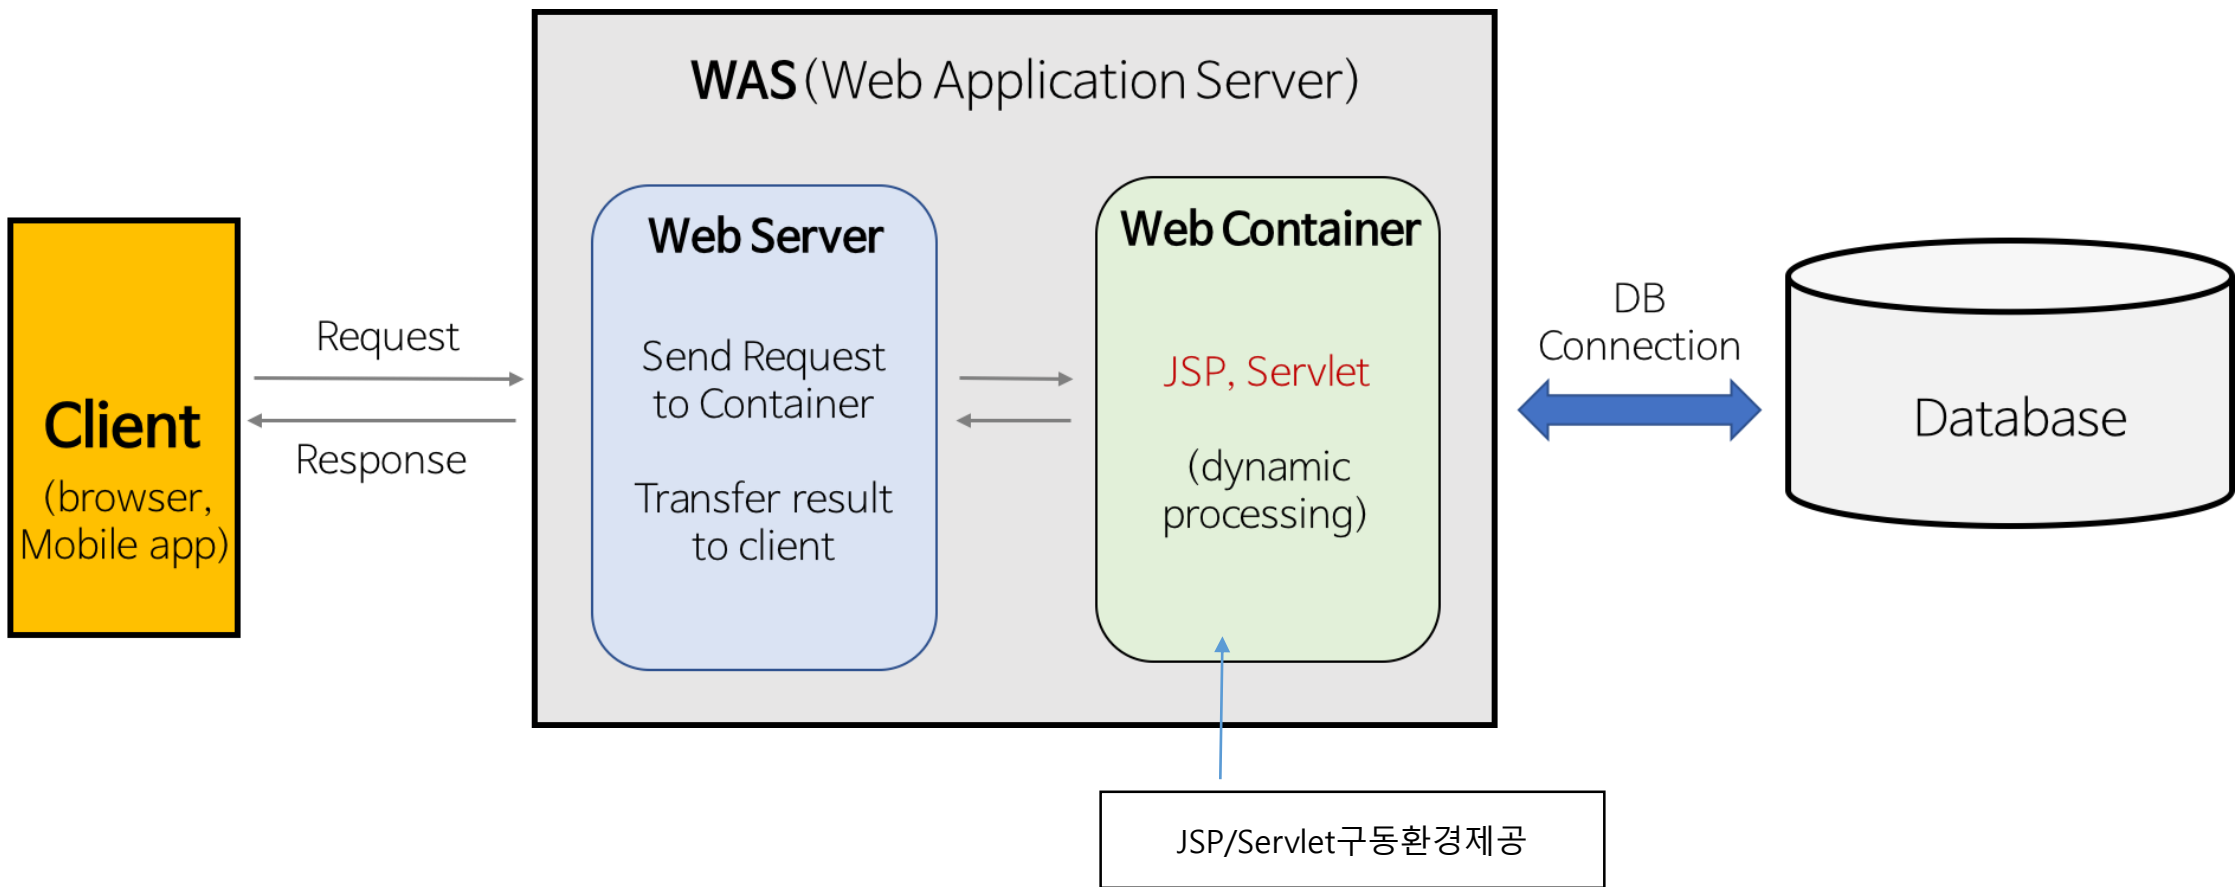 WAS(Web Application Server)
Client
(browser,
Mobile app)
Request
Response
Web Server
Send Request
to Container
Transfer result
to client
Web Container
JSP, Servlet
(dynamic
processing)
DB
Connection
Database
JSP/Servlet구동환경제공